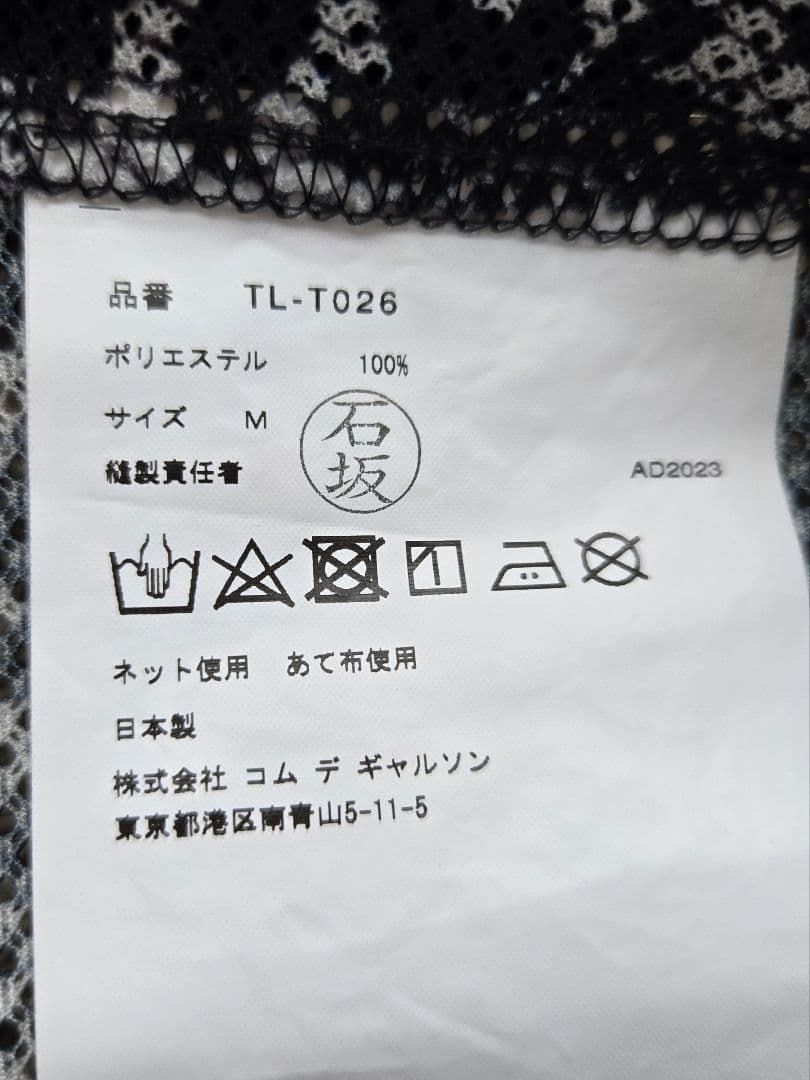 品番 TL-T026
ポリエステル 100%
サイズ M
石坂
縫製責任者 AD2023
ネット使用 あて布使用
日本製
株式会社 コム デ ギャルソン
東京都港区南青山5-11-5